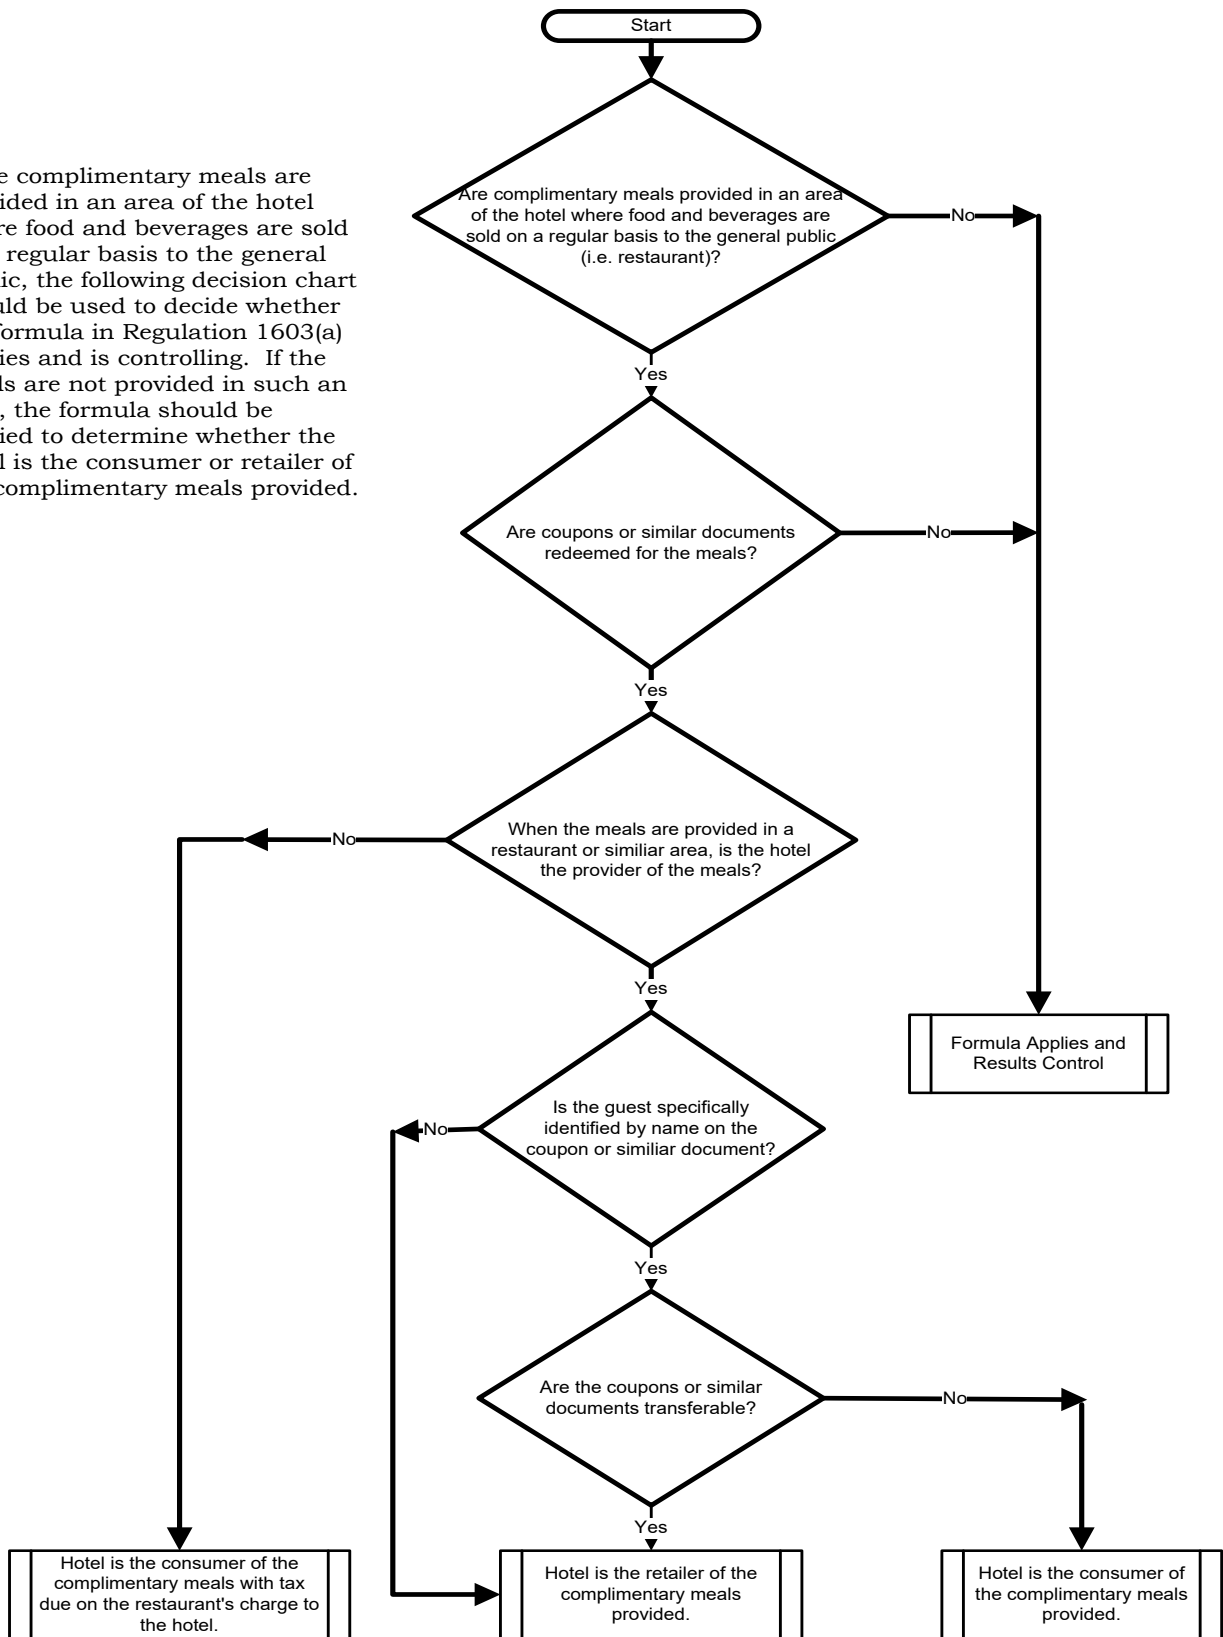 Start
e complimentary meals are
ided in an area of the hotel
re food and beverages are sold
regular basis to the general
ic, the following decision chart
uld be used to decide whether
formula in Regulation 1603(a)
ies and is controlling.  If the
ls are not provided in such an
, the formula should be
ied to determine whether the
l is the consumer or retailer of
complimentary meals provided.
Are complimentary meals provided in an area
of the hotel where food and beverages are
sold on a regular basis to the general public
(i.e. restaurant)?
No
Yes
Are coupons or similar documents
redeemed for the meals?
No
Yes
When the meals are provided in a
restaurant or similiar area, is the hotel
the provider of the meals?
No
Yes
Formula Applies and
Results Control
Is the guest specifically
identified by name on the
coupon or similiar document?
No
Yes
Are the coupons or similar
documents transferable?
No
Yes
Hotel is the consumer of the
complimentary meals with tax
due on the restaurant's charge to
the hotel.
Hotel is the retailer of the
complimentary meals
provided.
Hotel is the consumer of
the complimentary meals
provided.